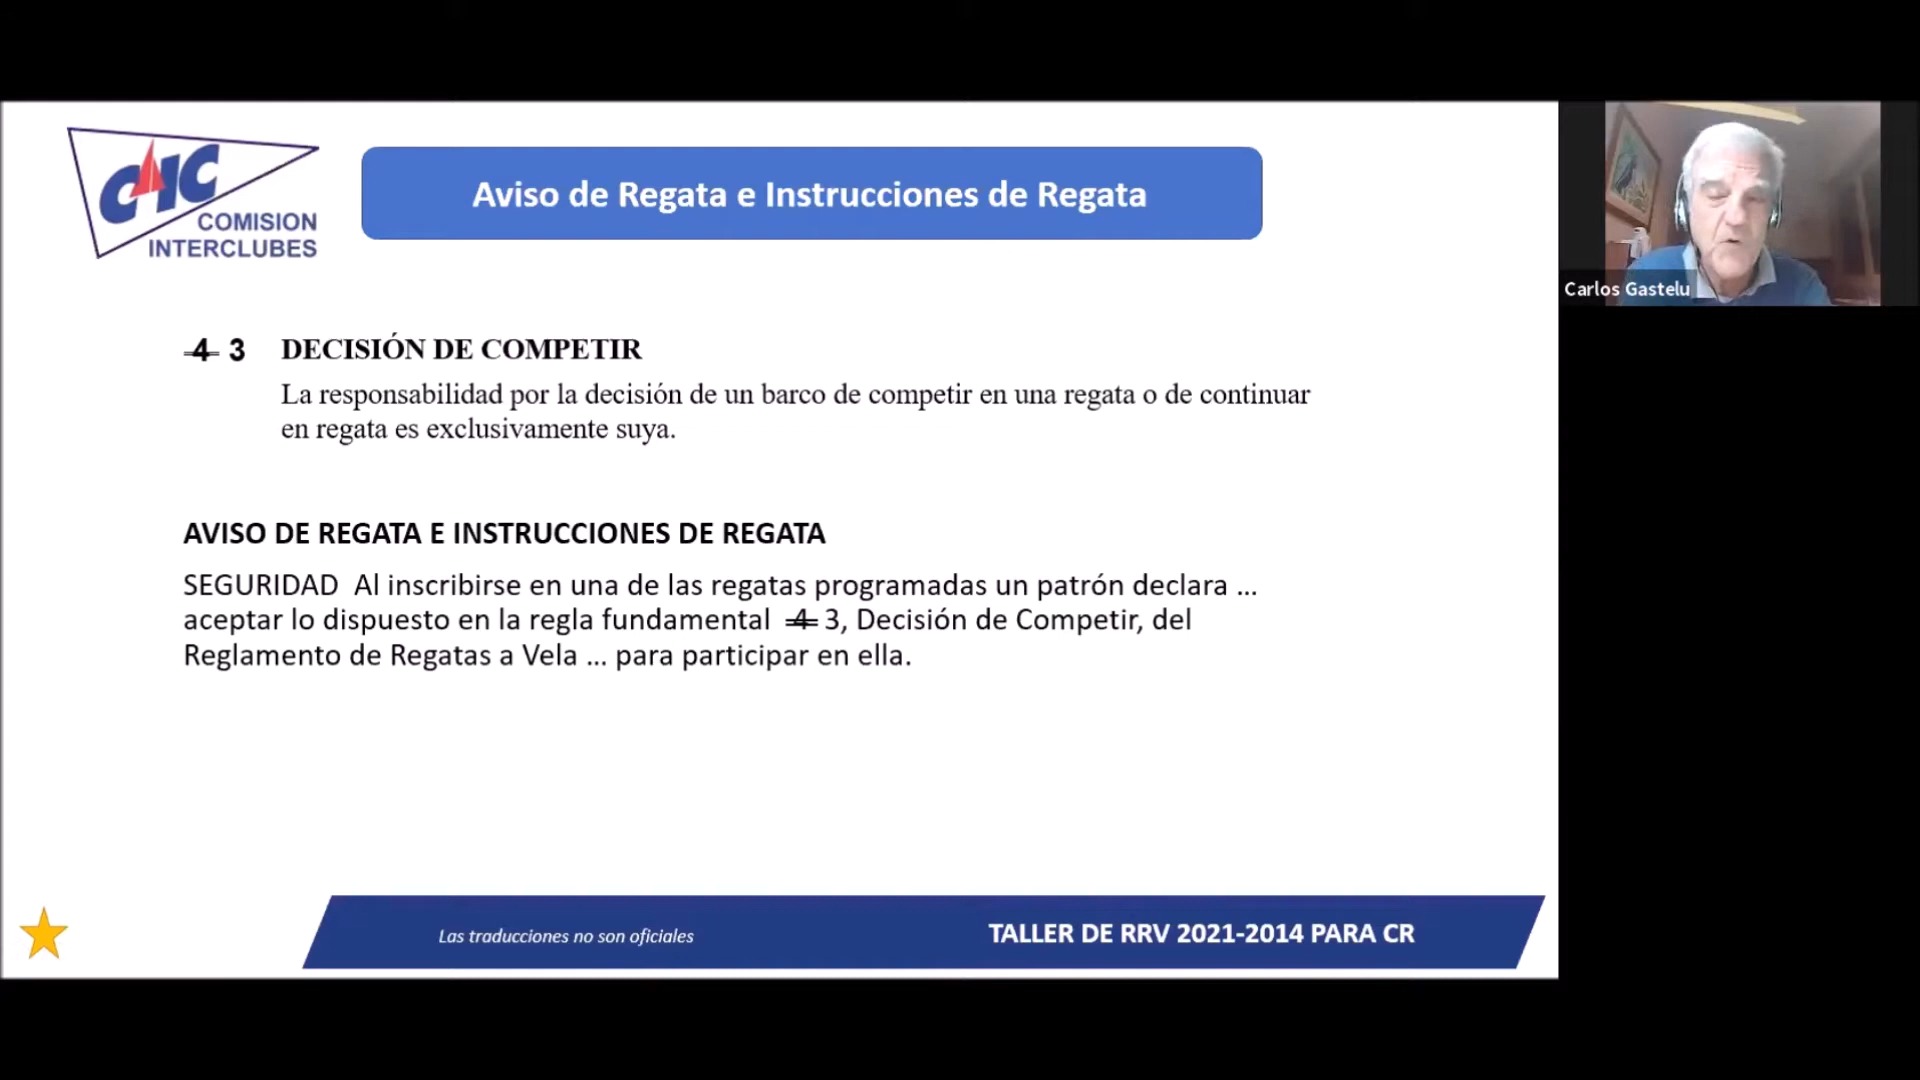 CIC
COMISION
INTERCLUBES
Aviso de Regata e Instrucciones de Regata
Carlos Gastelu
4 3 DECISIÓN DE COMPETIR
La responsabilidad por la decisión de un barco de competir en una regata o de continuar
en regata es exclusivamente suya.
AVISO DE REGATA E INSTRUCCIONES DE REGATA
SEGURIDAD Al inscribirse en una de las regatas programadas un patrón declara ...
aceptar lo dispuesto en la regla fundamental 4 3, Decisión de Competir, del
Reglamento de Regatas a Vela ... para participar en ella.
Las traducciones no son oficiales
TALLER DE RRV 2021-2014 PARA CR